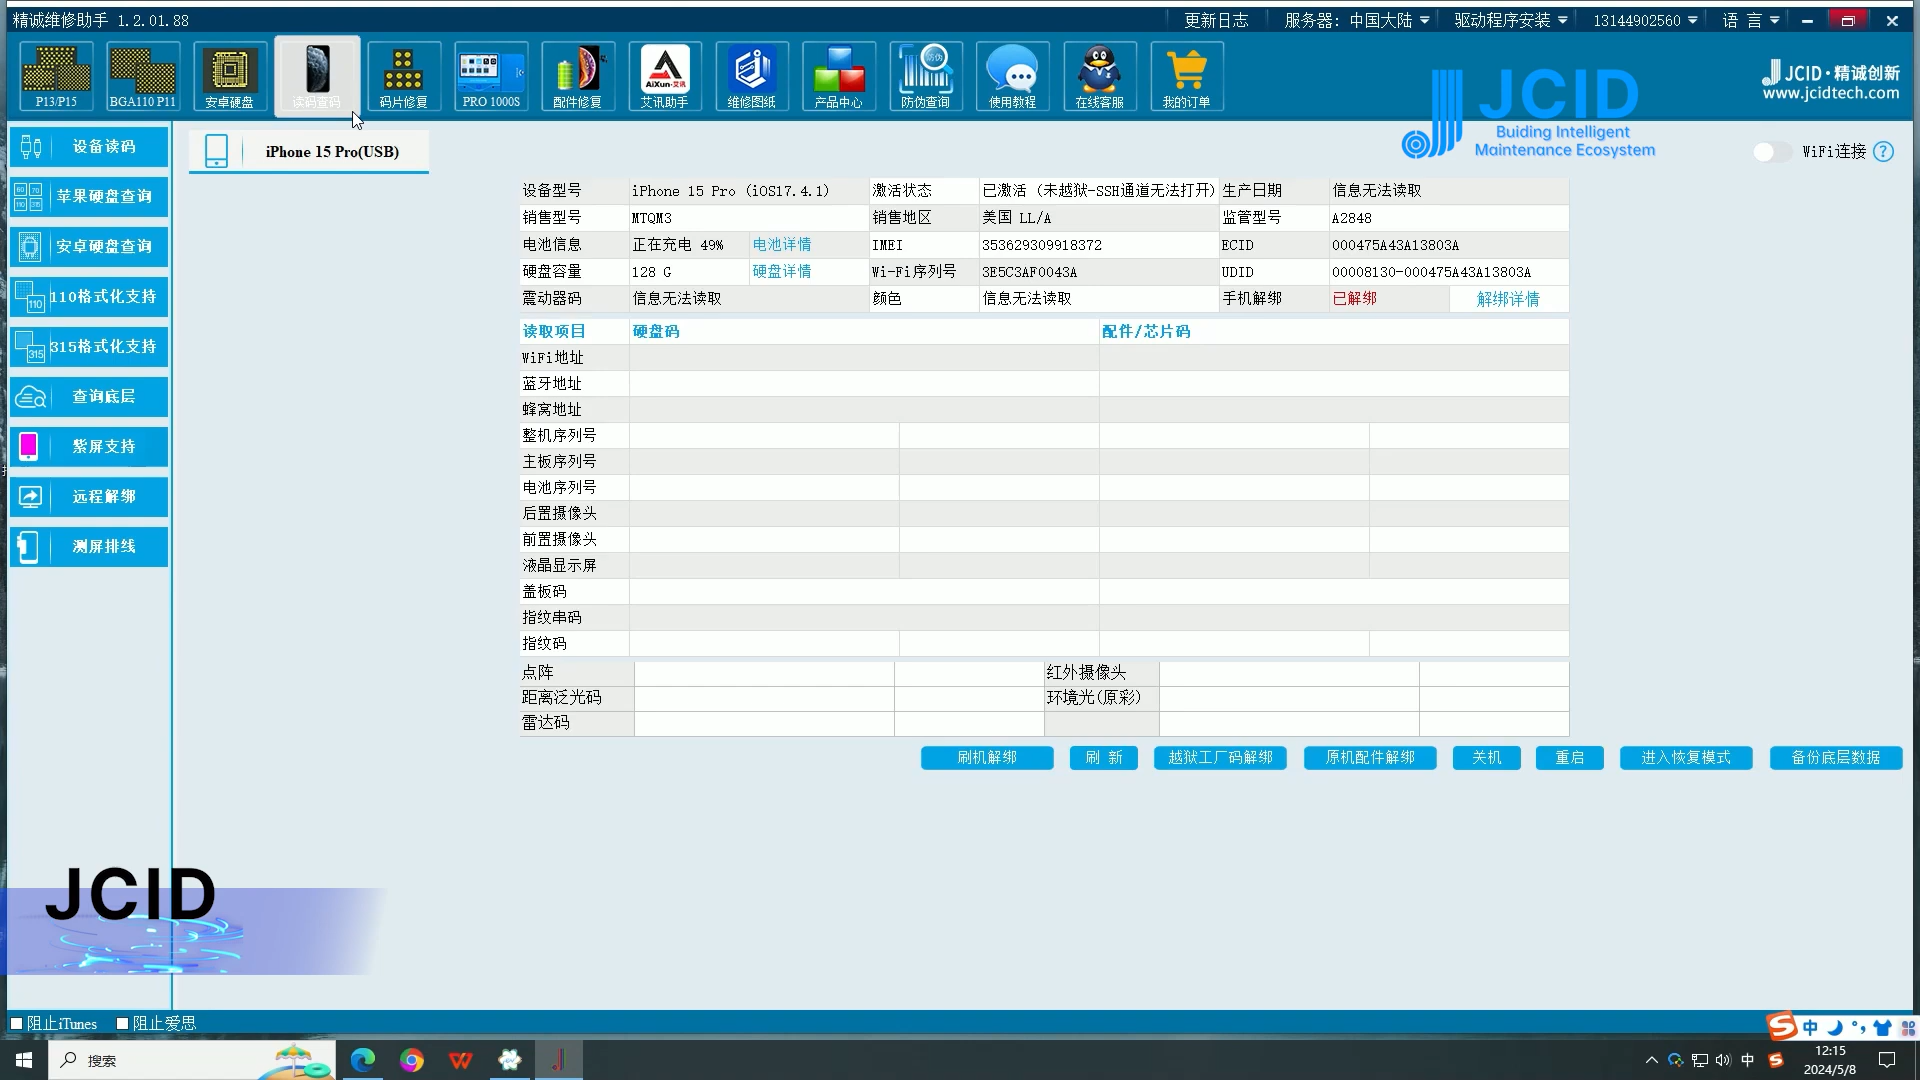 精诚维修助手 1.2.01.88
更新日志 服务器: 中国大陆 驱动程序安装 13144902560 语 言
P13/P15 BGA110 P11 安卓硬盘 读码查码 码片修复 PRO 1000S 配件修复 艾讯助手 维修图纸 产品中心 防伪查询 使用教程 在线客服 我的订单
AiXun·艾讯
防伪
JCID
Buiding Intelligent
Maintenance Ecosystem
JCID·精诚创新
www.jcidtech.com
设备读码
苹果硬盘查询
安卓硬盘查询
110 110格式化支持
315 315格式化支持
查询底层
紫屏支持
远程解绑
测屏排线
iPhone 15 Pro(USB)
WiFi连接 ?
设备型号 iPhone 15 Pro (iOS17.4.1) 激活状态 已激活 (未越狱-SSH通道无法打开) 生产日期 信息无法读取
销售型号 MTQM3 销售地区 美国 LL/A 监管型号 A2848
电池信息 正在充电 49% 电池详情 IMEI 353629309918372 ECID 000475A43A13803A
硬盘容量 128 G 硬盘详情 Wi-Fi序列号 3E5C3AF0043A UDID 00008130-000475A43A13803A
震动器码 信息无法读取 颜色 信息无法读取 手机解绑 已解绑 解绑详情
读取项目 硬盘码 配件/芯片码
WiFi地址
蓝牙地址
蜂窝地址
整机序列号
主板序列号
电池序列号
后置摄像头
前置摄像头
液晶显示屏
盖板码
指纹串码
指纹码
点阵 红外摄像头
距离泛光码 环境光(原彩)
雷达码
刷机解绑 刷 新 越狱工厂码解绑 原机配件解绑 关机 重启 进入恢复模式 备份底层数据
JCID
阻止iTunes 阻止爱思
中
搜索
中
12:15
2024/5/8